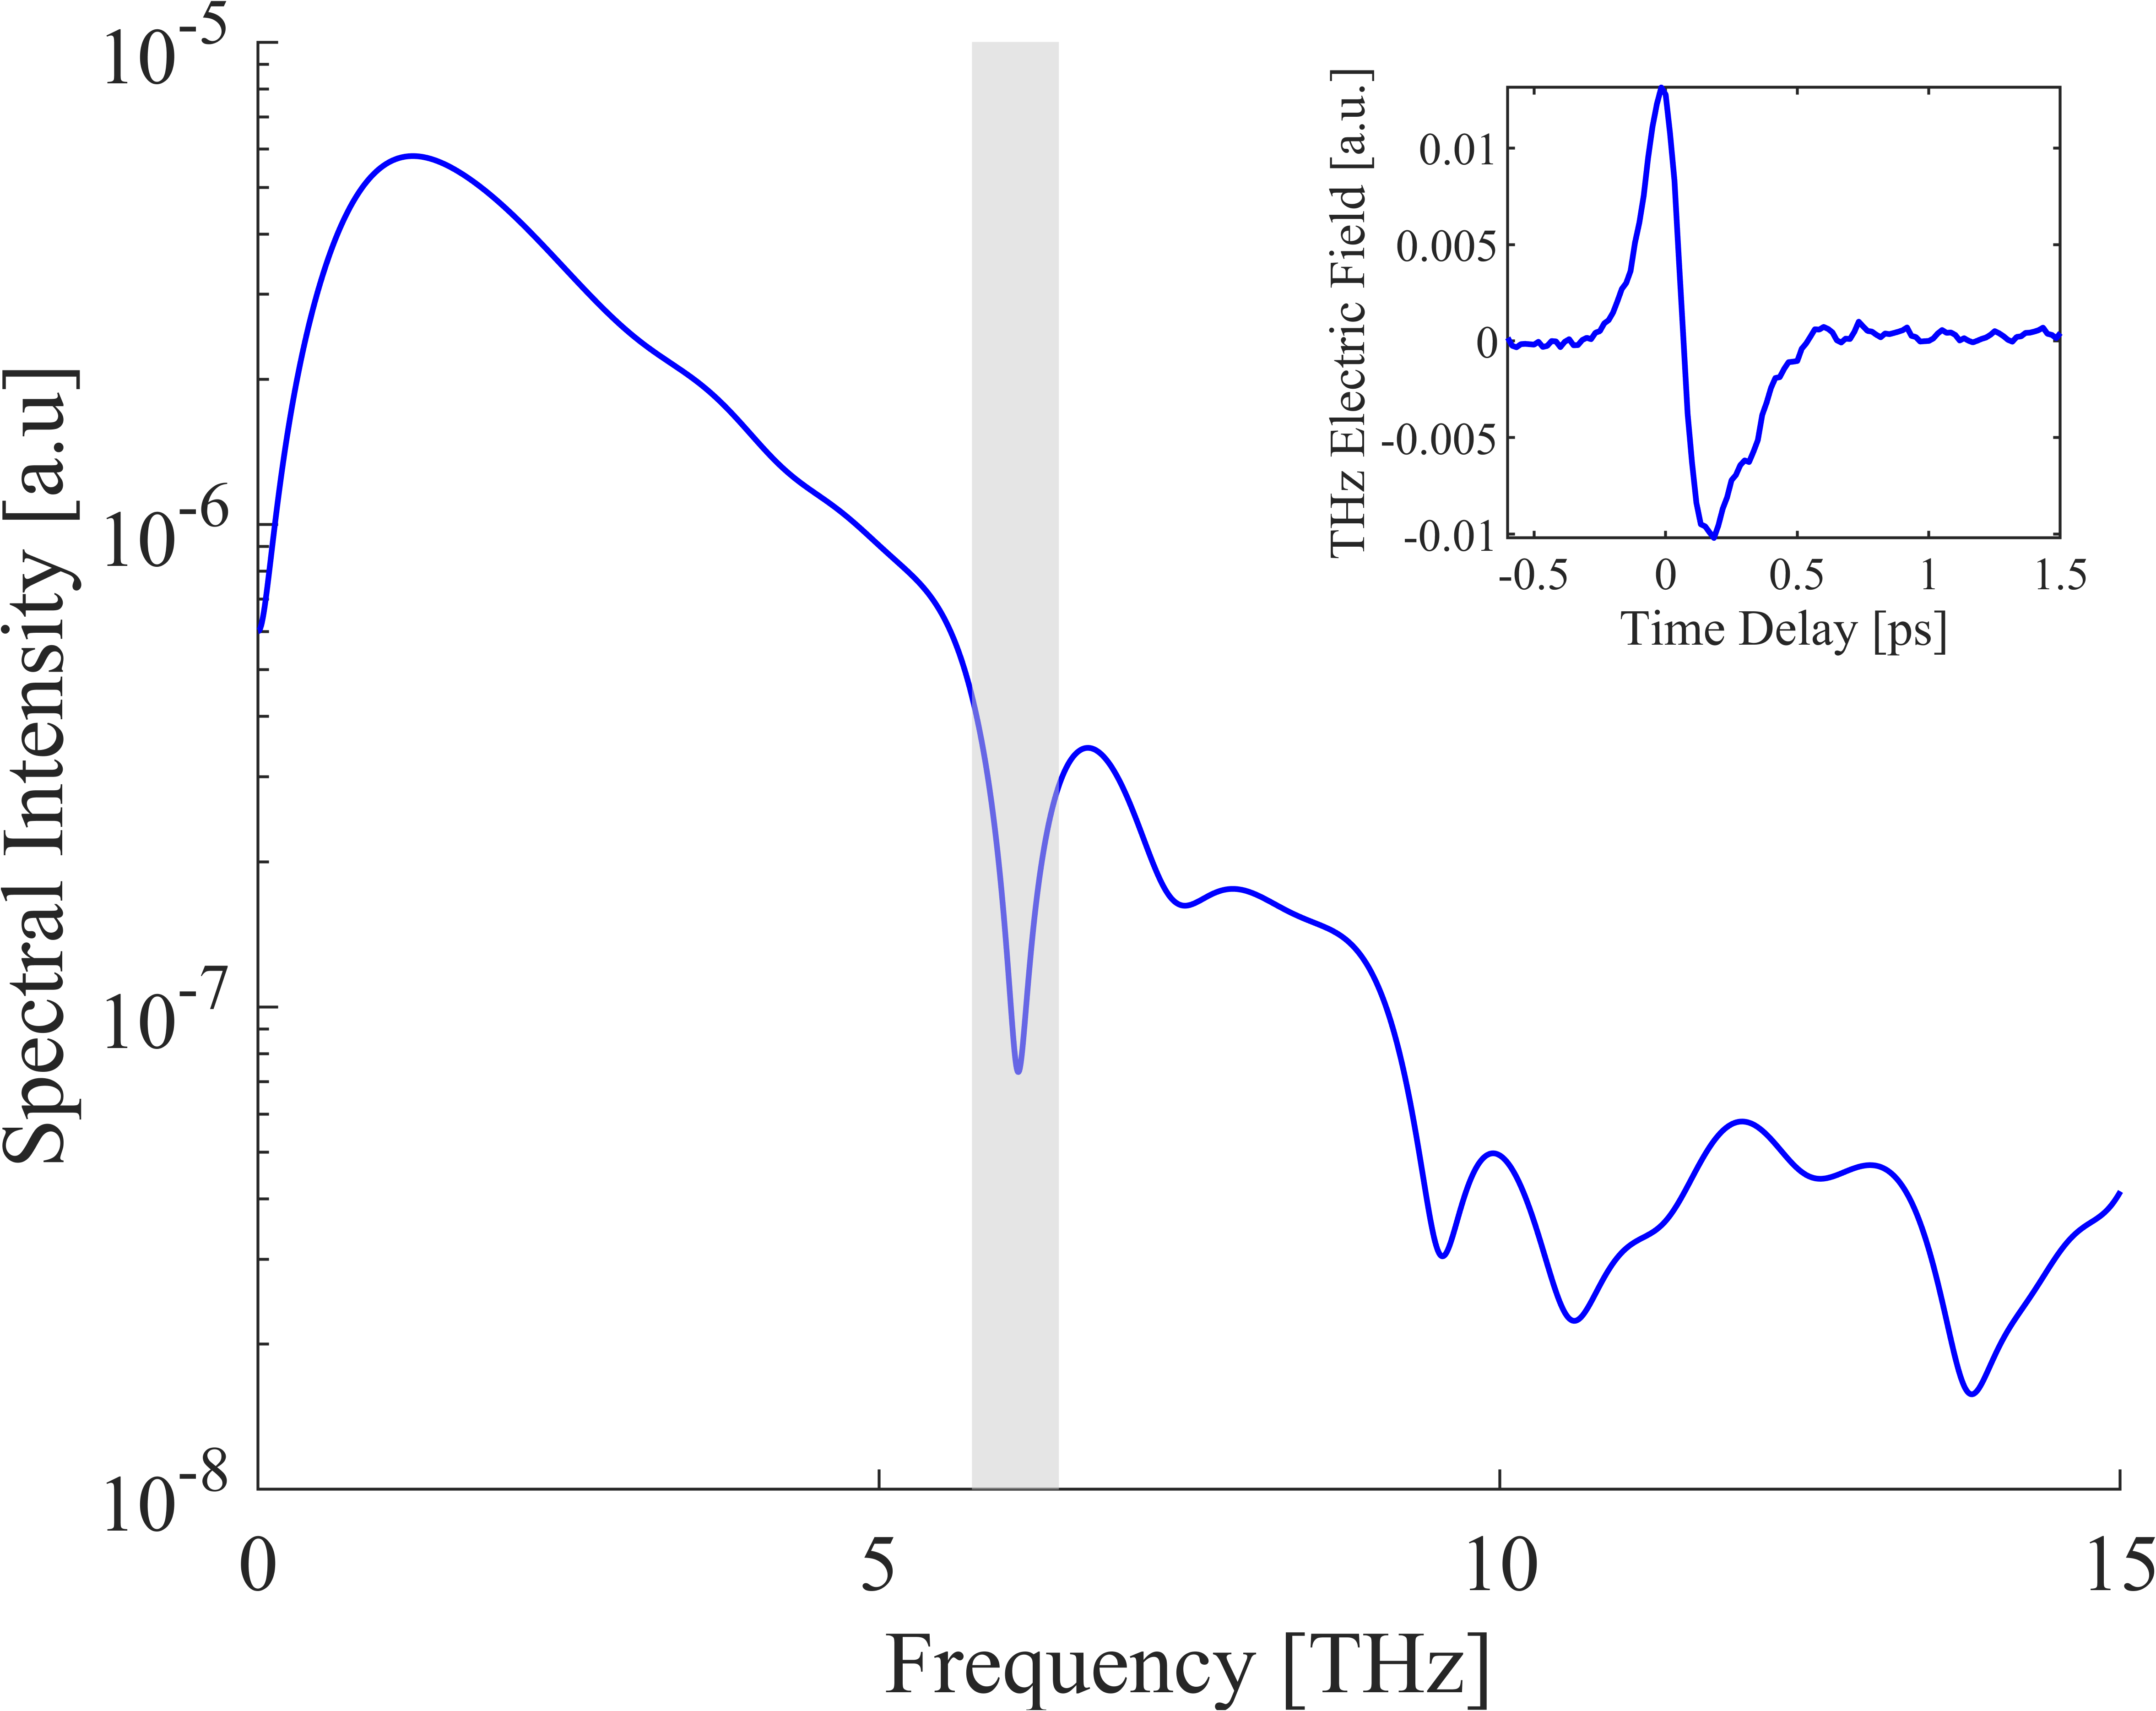 Spectral Intensity [a.u]
10-5
10-6
10-7
10-8
0 5 10 15
Frequency [THz]
THz Electric Field [a.u.]
0.01
0.005
0
-0.005
-0.01
-0.5 0 0.5 1 1.5
Time Delay [ps]